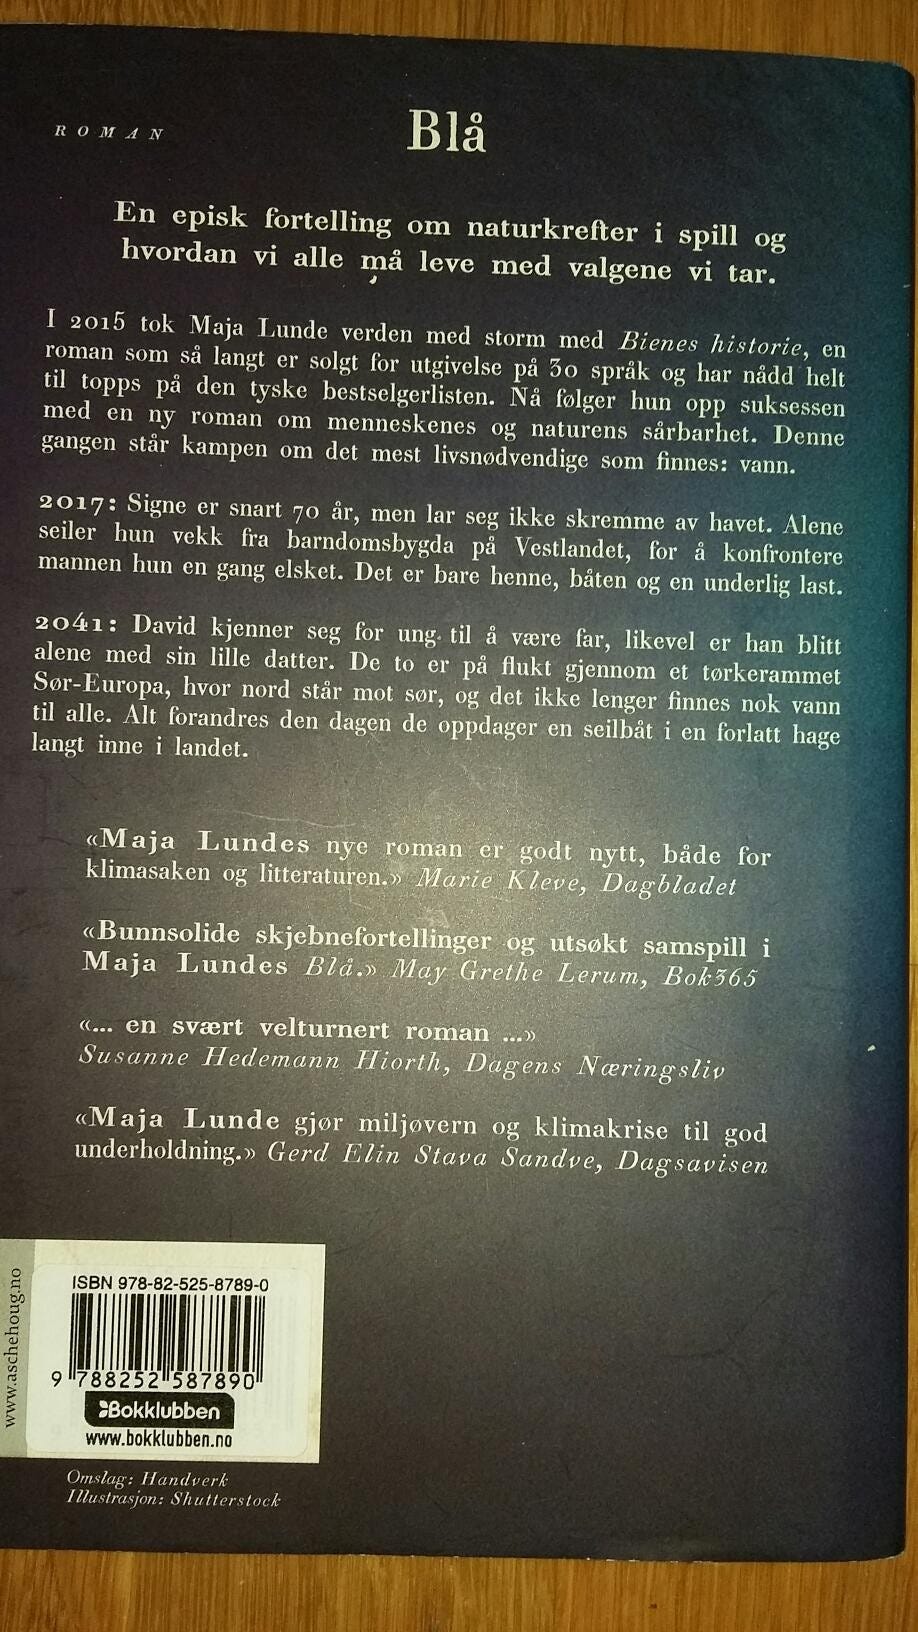 ROMAN
Blå
En episk fortelling om naturkrefter i spill og
hvordan vi alle må leve med valgene vi tar.
I 2015 tok Maja Lunde verden med storm med Bienes historie, en
roman som så langt er solgt for utgivelse på 30 språk og har nådd helt
til topps på den tyske bestselgerlisten. Nå følger hun opp suksessen
med en ny roman om menneskenes og naturens sårbarhet. Denne
gangen står kampen om det mest livsnødvendige som finnes: vann.
2017: Signe er snart 70 år, men lar seg ikke skremme av havet. Alene
seiler hun vekk fra barndomsbygda på Vestlandet, for å konfrontere
mannen hun en gang elsket. Det er bare henne, båten og en underlig last.
2041: David kjenner seg for ung til å være far, likevel er han blitt
alene med sin lille datter. De to er på flukt gjennom et tørkerammet
Sør-Europa, hvor nord står mot sør, og det ikke lenger finnes nok vann
til alle. Alt forandres den dagen de oppdager en seilbåt i en forlatt hage
langt inne i landet.
«Maja Lundes nye roman er godt nytt, både for
klimasaken og litteraturen.» Marie Kleve, Dagbladet
«Bunnsolide skjebnefortellinger og utsøkt samspill i
Maja Lundes Blå.» May Grethe Lerum, Bok365
«... en svært velturnert roman ...»
Susanne Hedemann Hiorth, Dagens Næringsliv
«Maja Lunde gjør miljøvern og klimakrise til god
underholdning.» Gerd Elin Stava Sandve, Dagsavisen
www.aschehoug.no
ISBN 978-82-525-8789-0
9 788252 587890
Bokklubben
www.bokklubben.no
Omslag: Handverk
Illustrasjon: Shutterstock